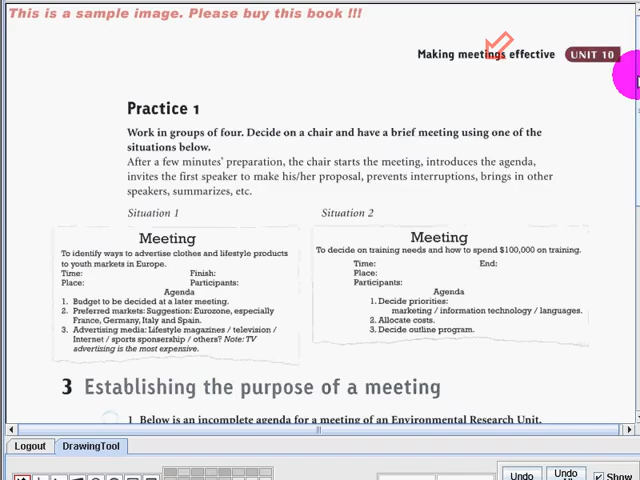 This is a sample image. Please buy this book !!!
Making meetings effective UNIT 10
Practice 1
Work in groups of four. Decide on a chair and have a brief meeting using one of the
situations below.
After a few minutes' preparation, the chair starts the meeting, introduces the agenda,
invites the first speaker to make his/her proposal, prevents interruptions, brings in other
speakers, summarizes, etc.
Situation 1
Meeting
To identify ways to advertise clothes and lifestyle products
to youth markets in Europe.
Time: Finish:
Place: Participants:
Agenda
1. Budget to be decided at a later meeting.
2. Preferred markets: Suggestion: Eurozone, especially
France, Germany, Italy and Spain.
3. Advertising media: Lifestyle magazines / television /
Internet / sports sponsorship / others? Note: TV
advertising is the most expensive.
Situation 2
Meeting
To decide on training needs and how to spend $100,000 on training.
Time: End:
Place:
Participants:
Agenda
1. Decide priorities:
marketing / information technology / languages.
2. Allocate costs.
3. Decide outline program.
3 Establishing the purpose of a meeting
1 Below is an incomplete agenda for a meeting of an Environmental Research Unit.
Logout DrawingTool
Undo Undo Show